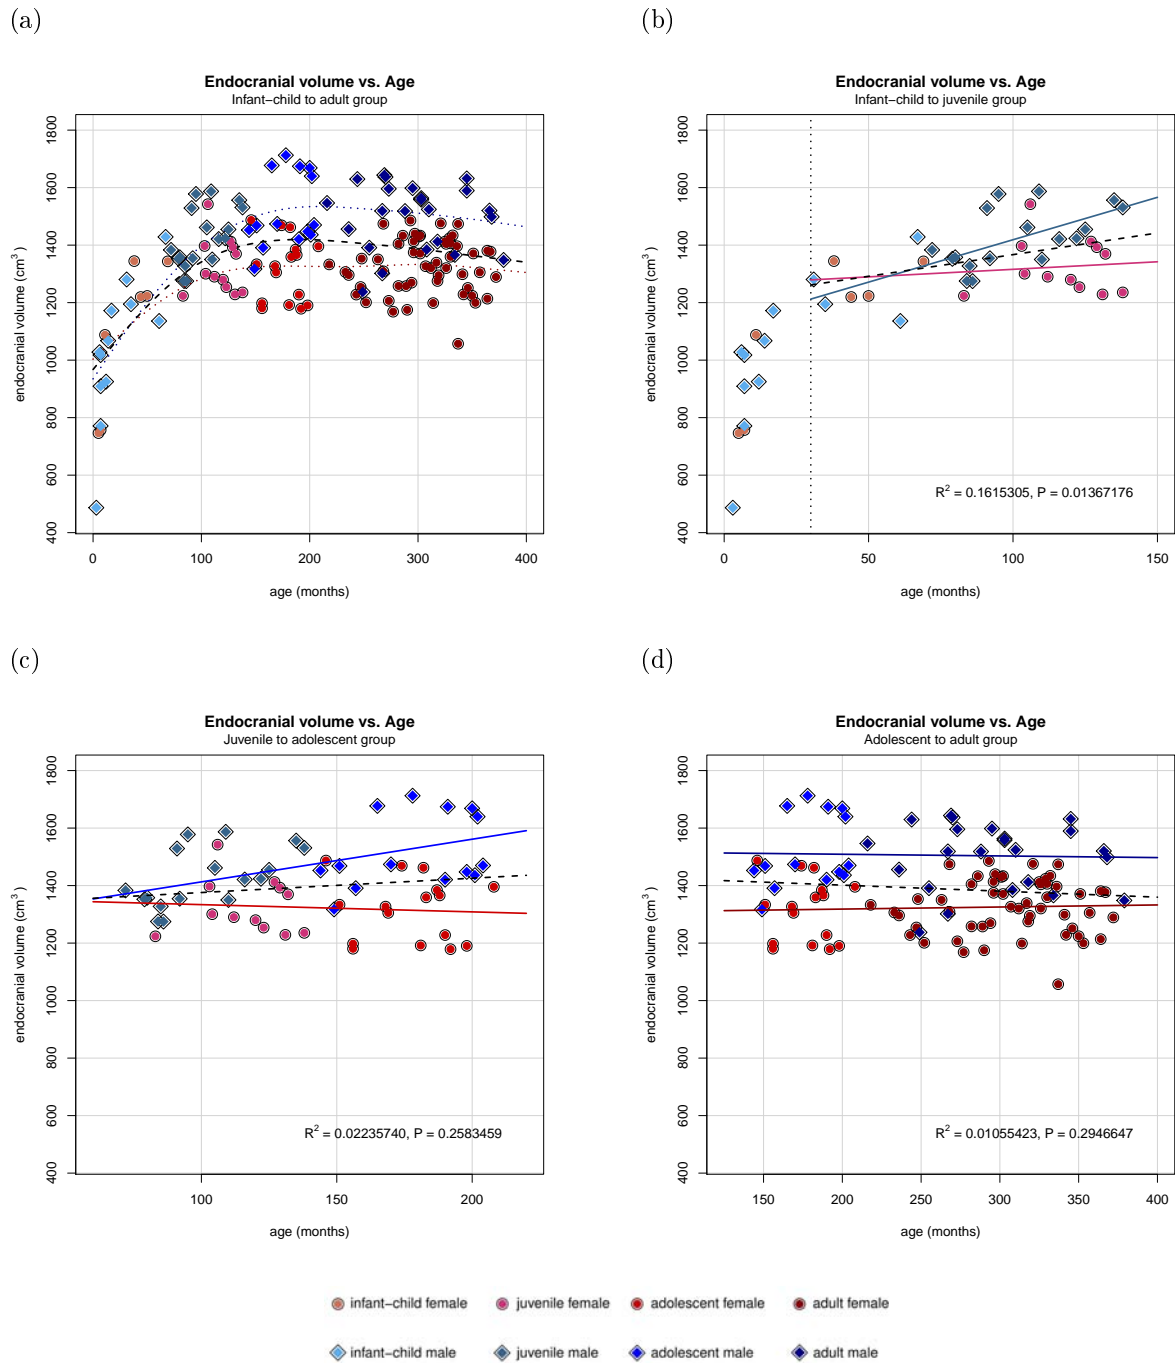 (a)
(b)
Endocranial volume vs. Age
Infant−child to adult group
endocranial volume (cm³ )
400 600 800 1000 1200 1400 1600 1800
0 100 200 300 400
age (months)
Endocranial volume vs. Age
Infant−child to juvenile group
endocranial volume (cm³ )
400 600 800 1000 1200 1400 1600 1800
R² = 0.1615305, P = 0.01367176
0 50 100 150
age (months)
(c)
(d)
Endocranial volume vs. Age
Juvenile to adolescent group
endocranial volume (cm³ )
400 600 800 1000 1200 1400 1600 1800
R² = 0.02235740, P = 0.2583459
100 150 200
age (months)
Endocranial volume vs. Age
Adolescent to adult group
endocranial volume (cm³ )
400 600 800 1000 1200 1400 1600 1800
R² = 0.01055423, P = 0.2946647
150 200 250 300 350 400
age (months)
infant−child female juvenile female adolescent female adult female
infant−child male juvenile male adolescent male adult male